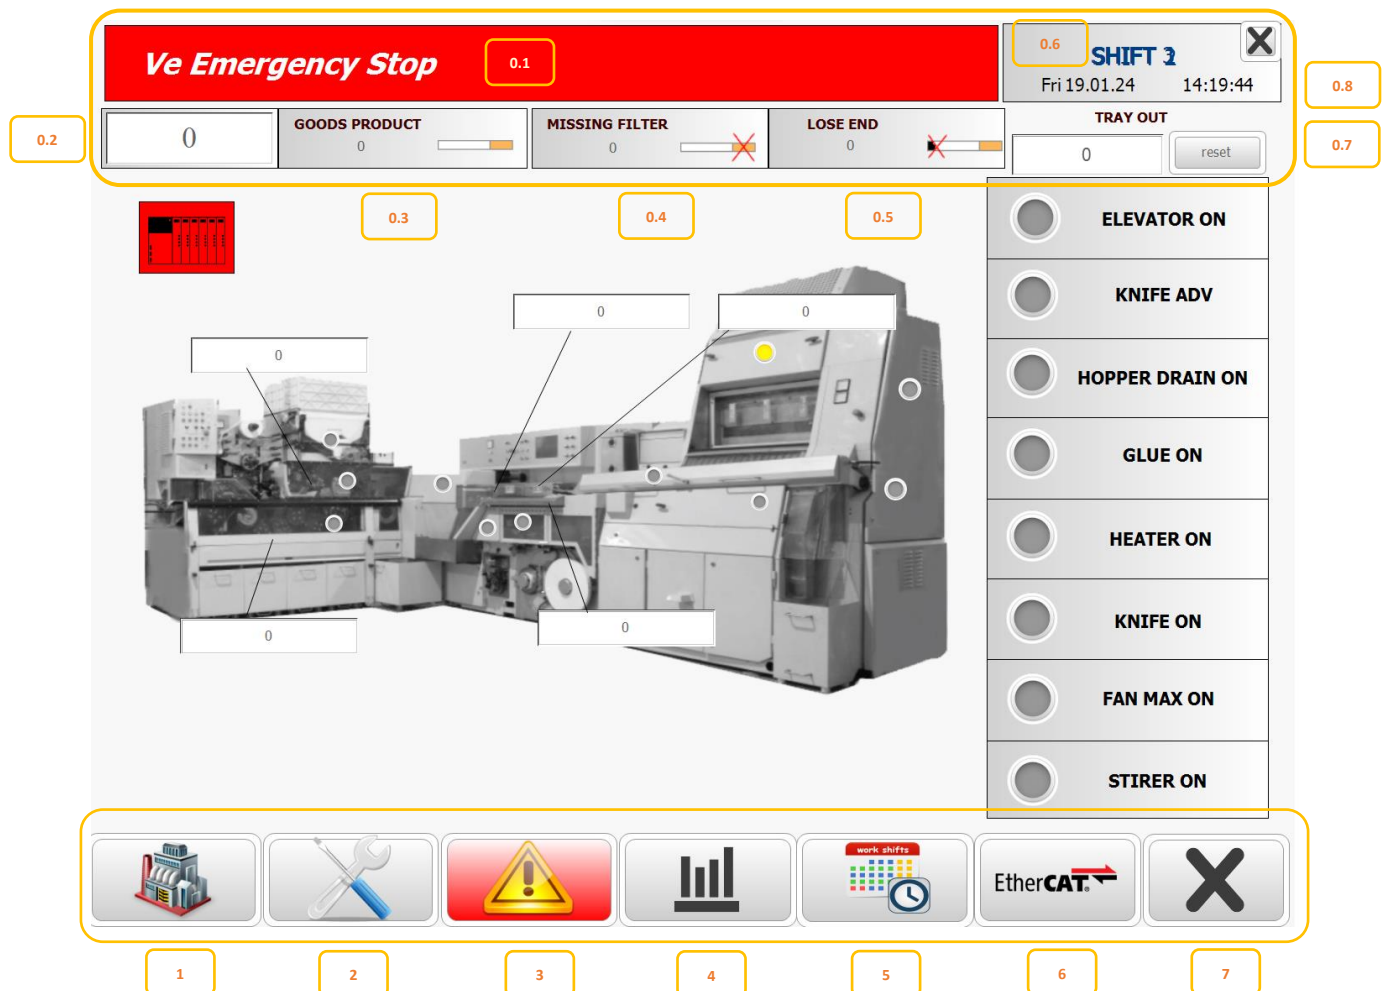 Ve Emergency Stop
0.1
0.6
SHIFT
Fri 19.01.24 14:19:44
0.8
0.2
0
GOODS PRODUCT
0
MISSING FILTER
0
LOSE END
0
TRAY OUT
0
reset
0.7
0.3
0.4
0.5
ELEVATOR ON
KNIFE ADV
HOPPER DRAIN ON
GLUE ON
HEATER ON
KNIFE ON
FAN MAX ON
STIRER ON
0
0
0
0
0
work shifts
EtherCAT
1
2
3
4
5
6
7